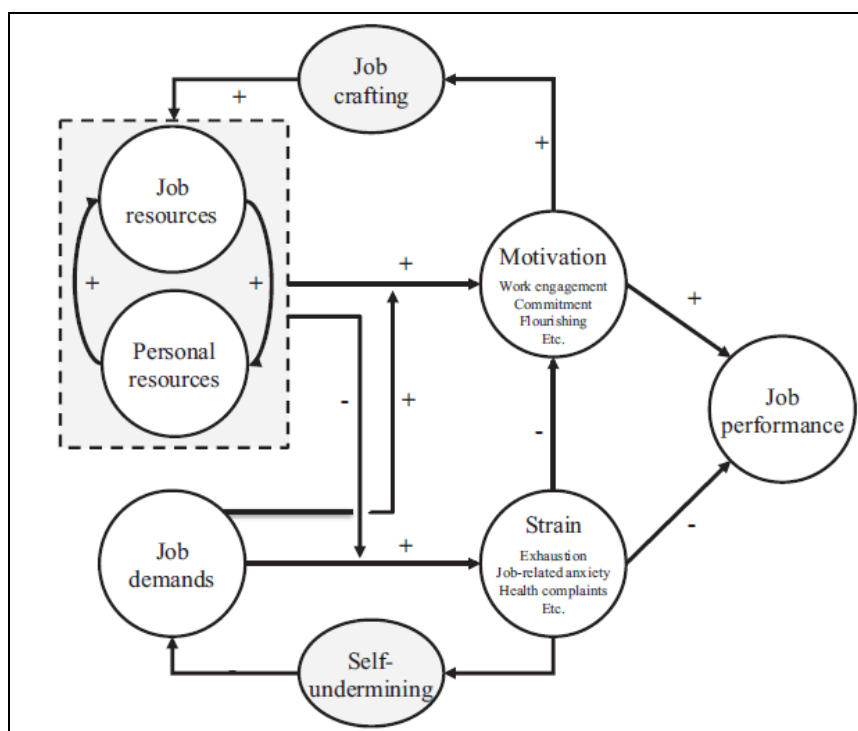 Job
crafting
+
+
Job
resources
+
+
Personal
resources
+
-
+
Motivation
Work engagement
Commitment
Flourishing
Etc.
+
Job
performance
-
-
Job
demands
+
Strain
Exhaustion
Job-related anxiety
Health complaints
Etc.
-
Self-
undermining